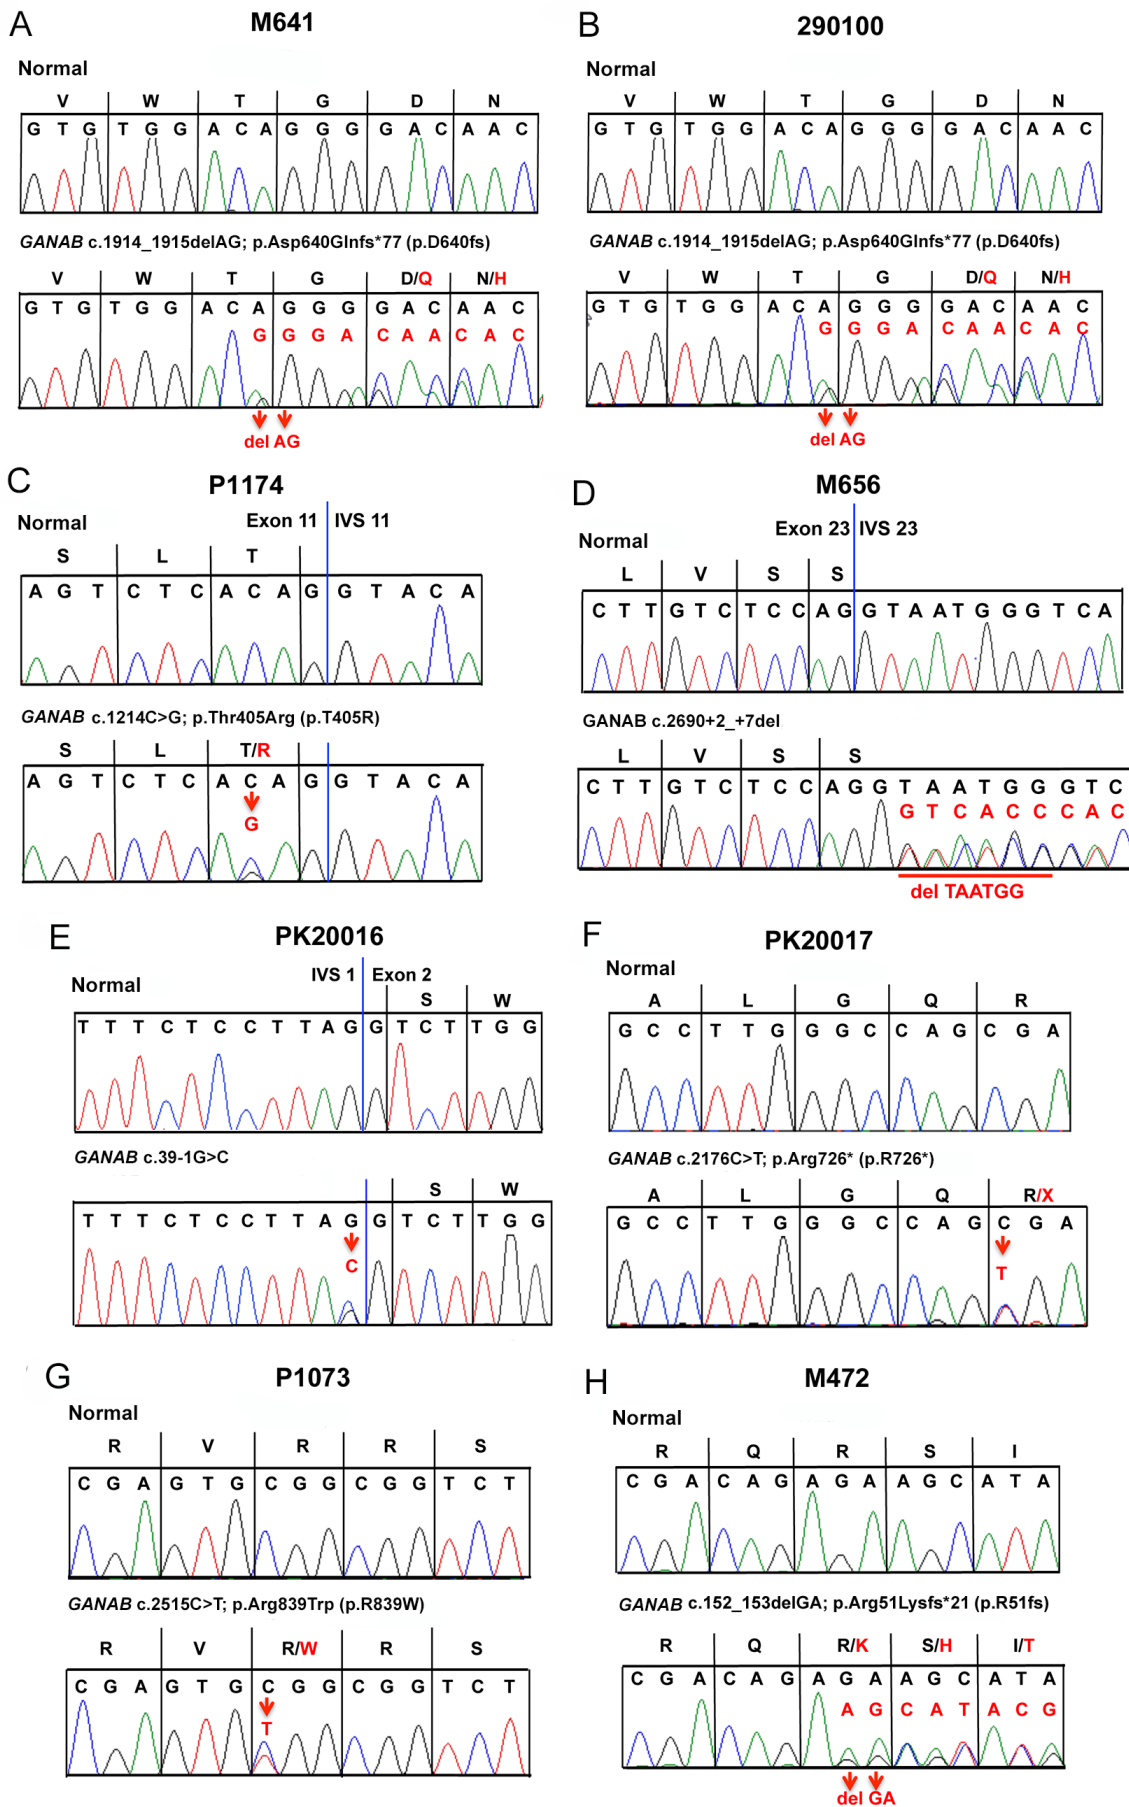 A
M641
Normal
V W T G D N
G T G T G G A C A G G G G A C A A C
GANAB c.1914_1915delAG; p.Asp640Glnfs*77 (p.D640fs)
V W T G D/Q N/H
G T G T G G A C A G G G G A C A A C
G G G A C A A C A C
del AG
B
290100
Normal
V W T G D N
G T G T G G A C A G G G G A C A A C
GANAB c.1914_1915delAG; p.Asp640Glnfs*77 (p.D640fs)
V W T G D/Q N/H
G T G T G G A C A G G G G A C A A C
G G G A C A A C A C
del AG
C
P1174
Normal
Exon 11 IVS 11
S L T
A G T C T C A C A G G T A C A
GANAB c.1214C>G; p.Thr405Arg (p.T405R)
S L T/R
A G T C T C A C A G G T A C A
G
D
M656
Normal
Exon 23 IVS 23
L V S S
C T T G T C T C C A G G T A A T G G G T C A
GANAB c.2690+2_+7del
L V S S
C T T G T C T C C A G G T A A T G G G T C
G T C A C C C A C
del TAATGG
E
PK20016
Normal
IVS 1 Exon 2
S W
T T T C T C C T T A G G T C T T G G
GANAB c.39-1G>C
S W
T T T C T C C T T A G G T C T T G G
C
F
PK20017
Normal
A L G Q R
G C C T T G G G C C A G C G A
GANAB c.2176C>T; p.Arg726* (p.R726*)
A L G Q R/X
G C C T T G G G C C A G C G A
T
G
P1073
Normal
R V R R S
C G A G T G C G G C G G T C T
GANAB c.2515C>T; p.Arg839Trp (p.R839W)
R V R/W R S
C G A G T G C G G C G G T C T
T
H
M472
Normal
R Q R S I
C G A C A G A G A A G C A T A
GANAB c.152_153delGA; p.Arg51Lysfs*21 (p.R51fs)
R Q R/K S/H I/T
C G A C A G A G A A G C A T A
A G C A T A C G
del GA